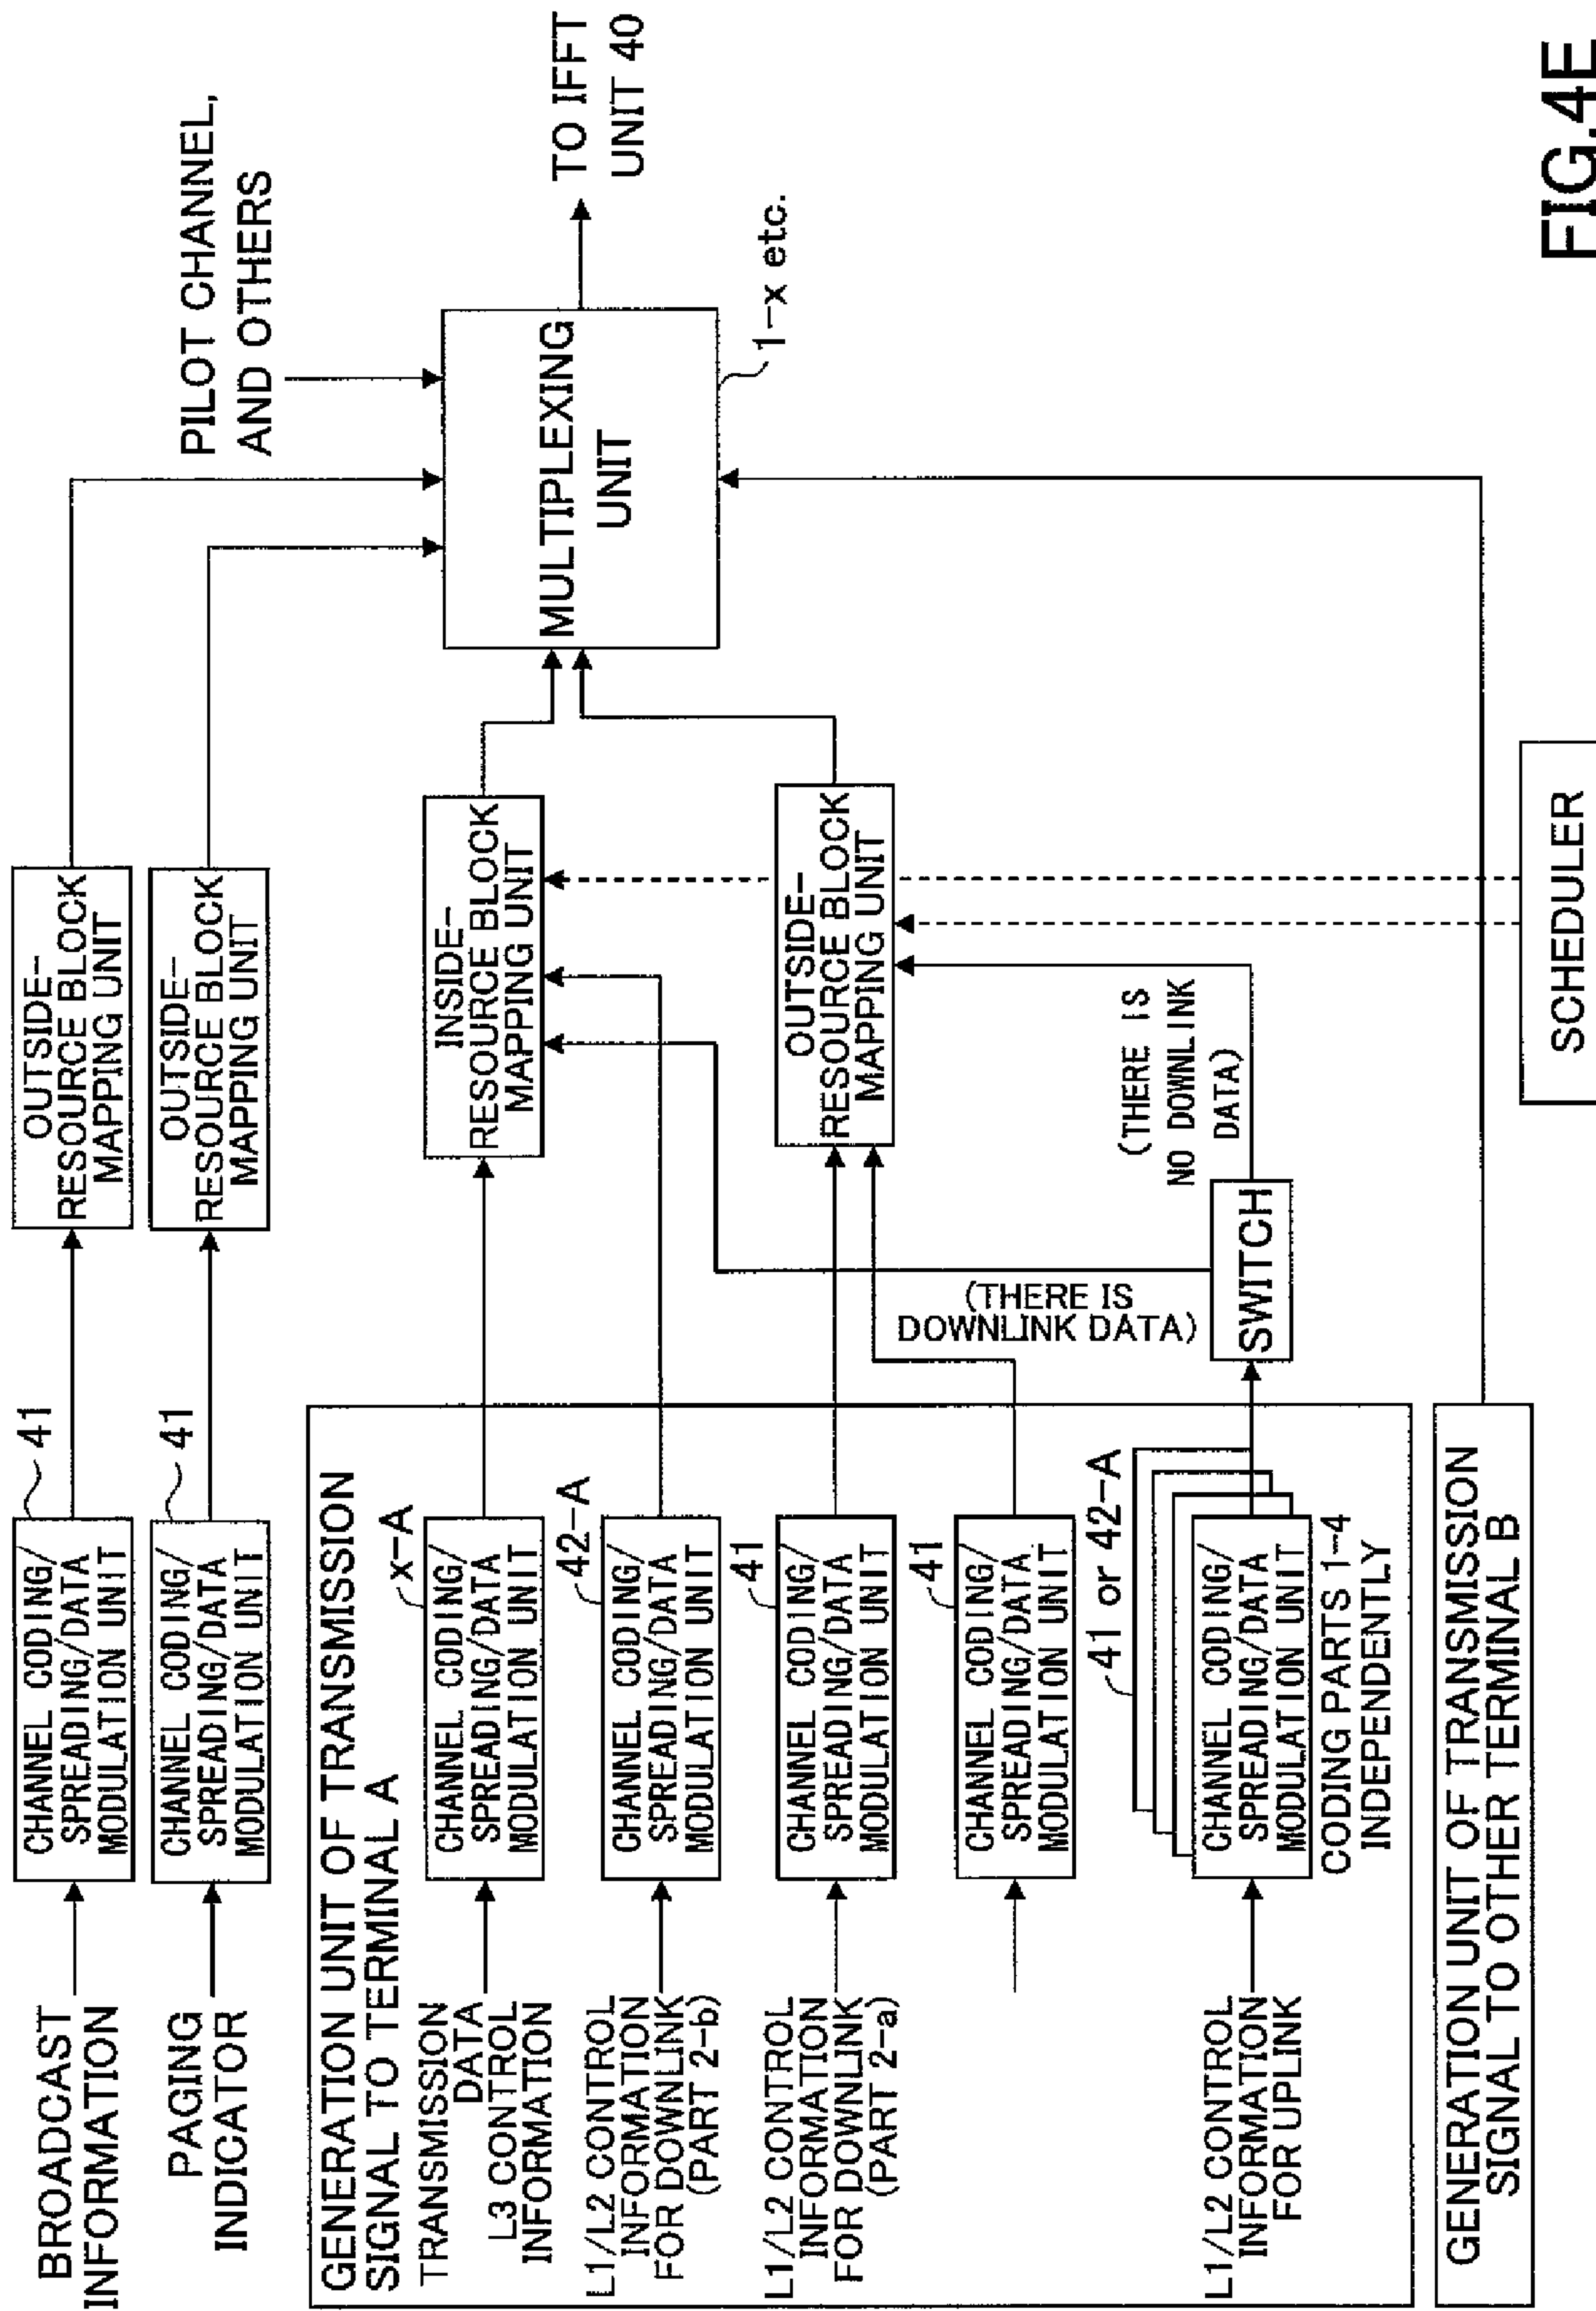 BROADCAST
INFORMATION
CHANNEL CODING/
SPREADING/DATA
MODULATION UNIT
41
OUTSIDE-
RESOURCE BLOCK
MAPPING UNIT
PAGING
INDICATOR
CHANNEL CODING/
SPREADING/DATA
MODULATION UNIT
41
OUTSIDE-
RESOURCE BLOCK
MAPPING UNIT
PILOT CHANNEL,
AND OTHERS
GENERATION UNIT OF TRANSMISSION
SIGNAL TO TERMINAL A
TRANSMISSION
DATA
L3 CONTROL
INFORMATION
CHANNEL CODING/
SPREADING/DATA
MODULATION UNIT
x-A
INSIDE-
RESOURCE BLOCK
MAPPING UNIT
MULTIPLEXING
UNIT
1-x etc.
TO IFFT
UNIT 40
L1/L2 CONTROL
INFORMATION
FOR DOWNLINK
(PART 2-b)
CHANNEL CODING/
SPREADING/DATA
MODULATION UNIT
42-A
L1/L2 CONTROL
INFORMATION
FOR DOWNLINK
(PART 2-a)
CHANNEL CODING/
SPREADING/DATA
MODULATION UNIT
41
OUTSIDE-
RESOURCE BLOCK
MAPPING UNIT
CHANNEL CODING/
SPREADING/DATA
MODULATION UNIT
41
(THERE IS
DOWNLINK DATA)
(THERE IS
NO DOWNLINK
DATA)
L1/L2 CONTROL
INFORMATION
FOR UPLINK
CHANNEL CODING/
SPREADING/DATA
MODULATION UNIT
41 or 42-A
CODING PARTS 1-4
INDEPENDENTLY
SWITCH
GENERATION UNIT OF TRANSMISSION
SIGNAL TO OTHER TERMINAL B
SCHEDULER
FIG.4E